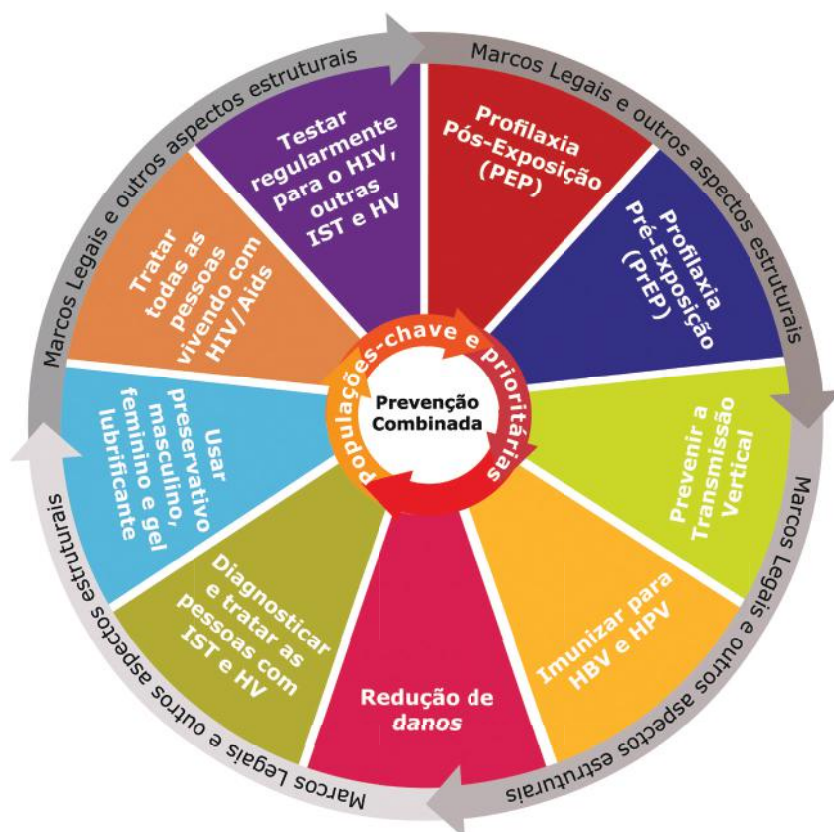 Marcos Legais e outros aspectos estruturais
Marcos Legais e outros aspectos estruturais
Marcos Legais e outros aspectos estruturais
Marcos Legais e outros aspectos estruturais
Testar
regularmente
para o HIV,
outras
IST e HV
Profilaxia
Pós-Exposição
(PEP)
Profilaxia
Pré-Exposição
(PrEP)
Prevenir a
Transmissão
Vertical
Imunizar para
HBV e HPV
Redução de
danos
Diagnosticar
e tratar as
pessoas com
IST e HV
Usar
preservativo
masculino,
feminino e gel
lubrificante
Tratar
todas as
pessoas
vivendo com
HIV/Aids
Populações-chave e prioritárias
Prevenção
Combinada